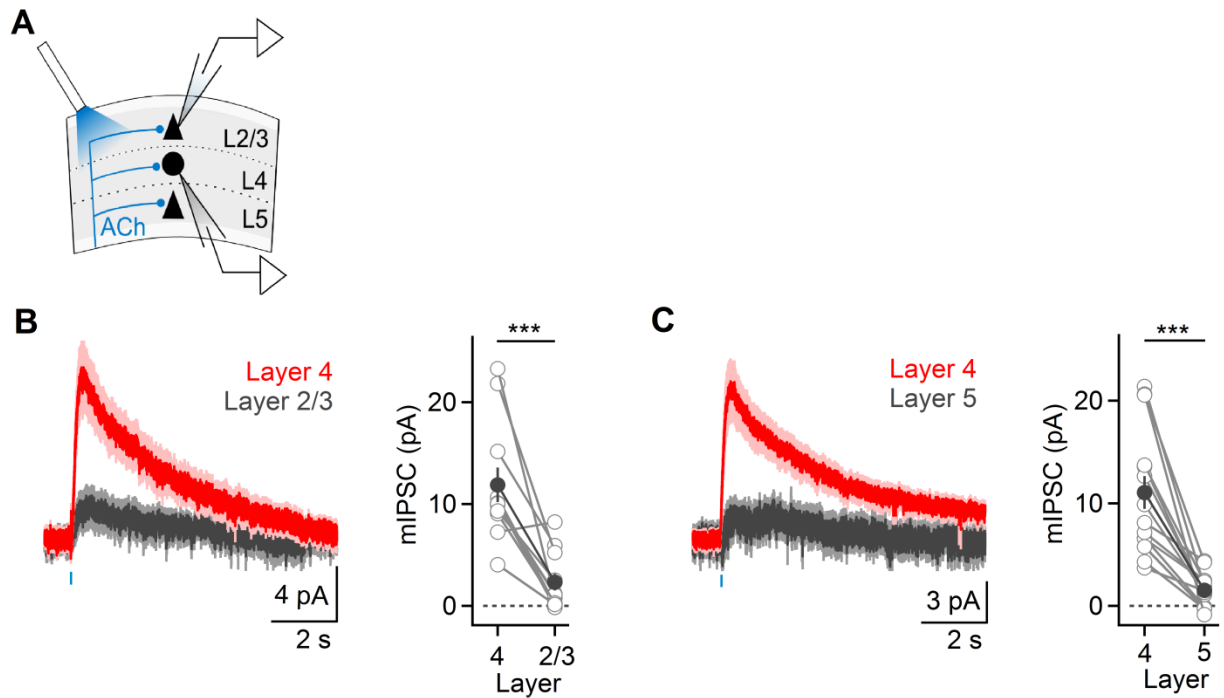 A
L2/3
L4
L5
ACh
B
Layer 4
Layer 2/3
4 pA
2 s
***
mIPSC (pA)
20
10
0
4 2/3
Layer
C
Layer 4
Layer 5
3 pA
2 s
***
mIPSC (pA)
20
10
0
4 5
Layer